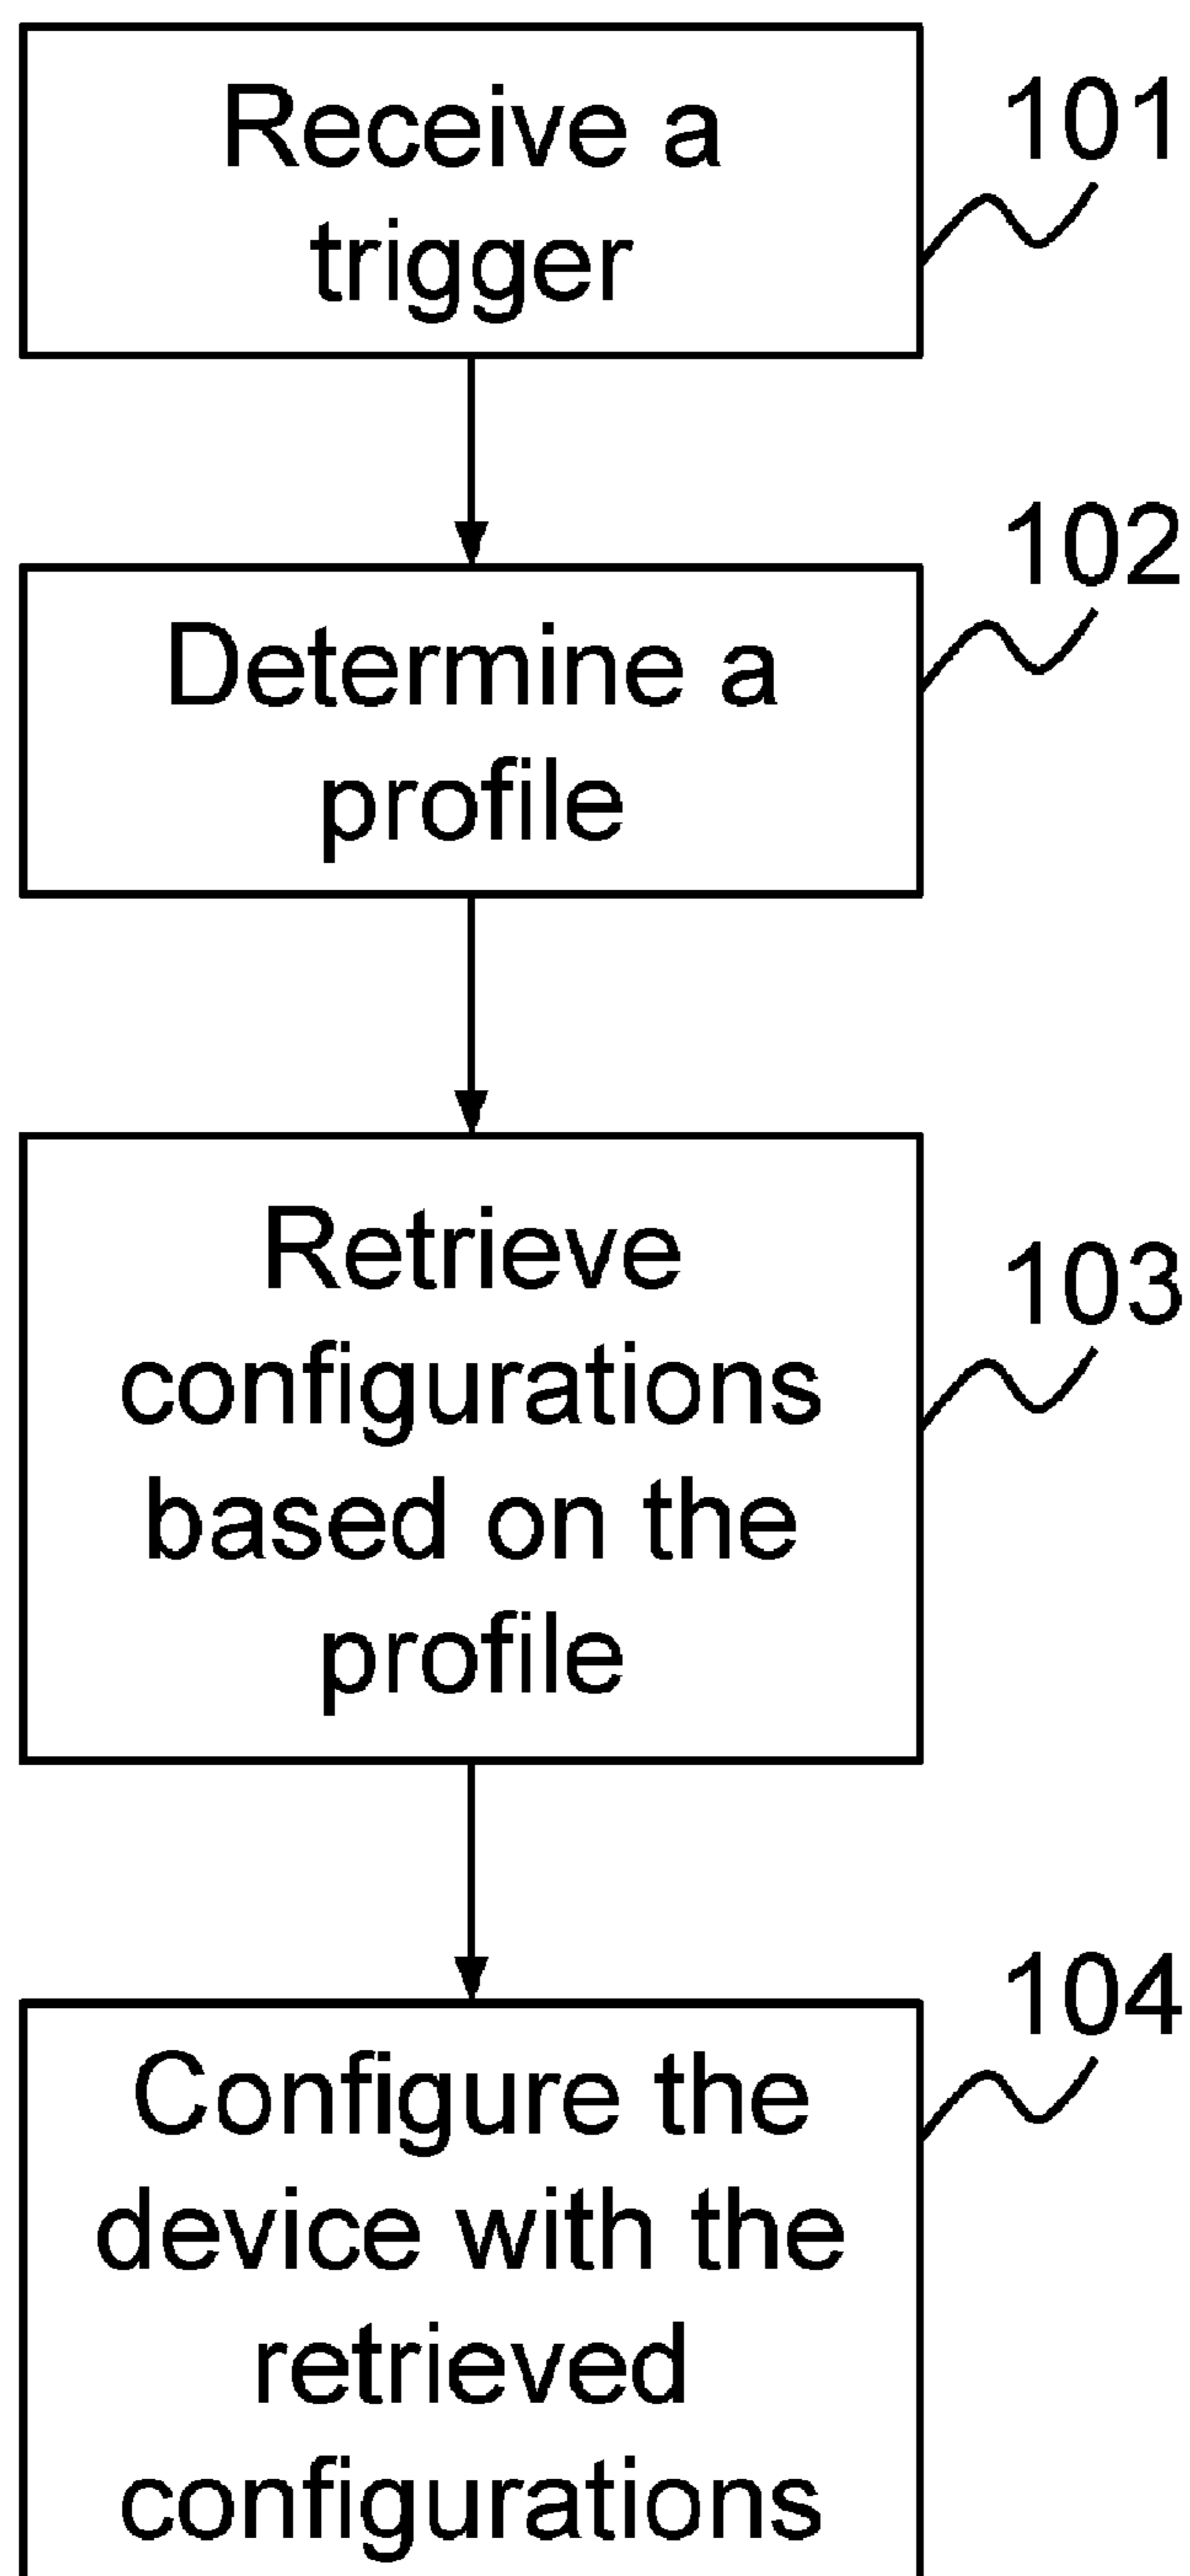 Receive a
trigger
101
Determine a
profile
102
Retrieve
configurations
based on the
profile
103
Configure the
device with the
retrieved
configurations
104